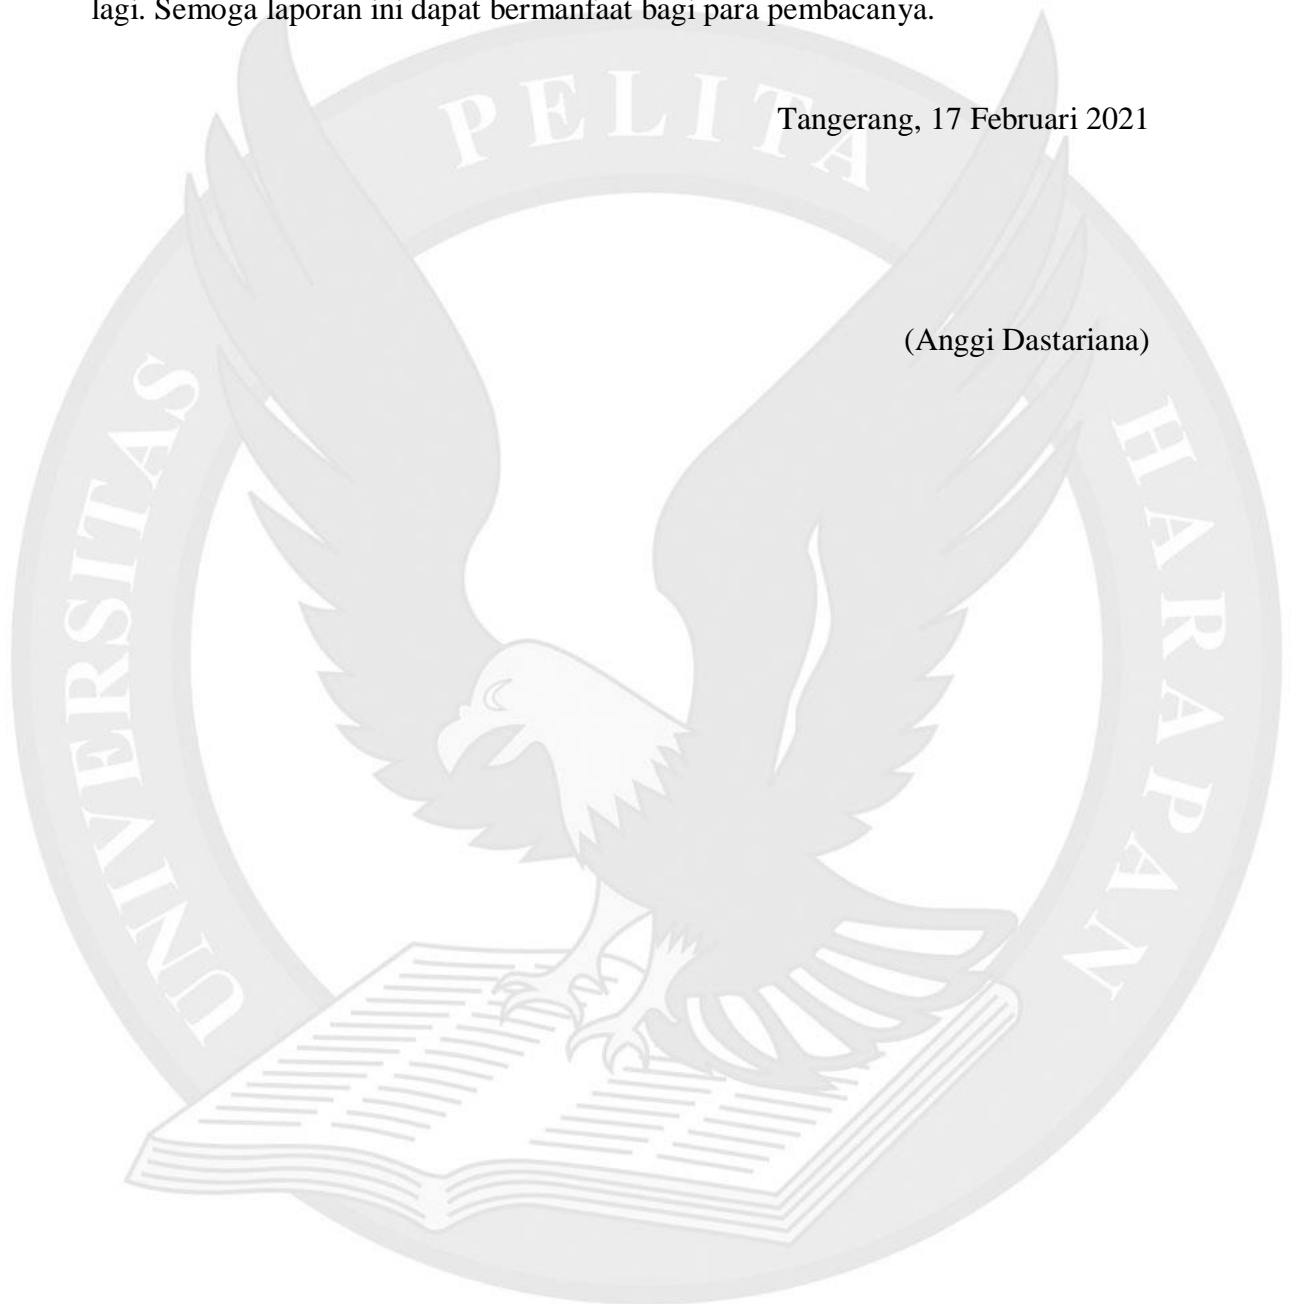 lagi. Semoga laporan ini dapat bermanfaat bagi para pembacanya.
PELITA
Tangerang, 17 Februari 2021
(Anggi Dastariana)
UNIVERSITAS
HARAPAN